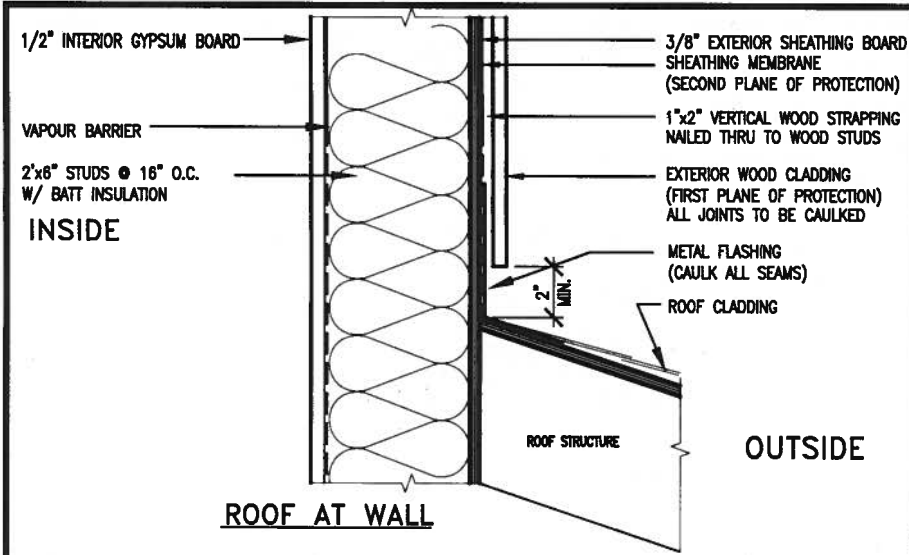 1/2" INTERIOR GYPSUM BOARD
VAPOUR BARRIER
2'x6" STUDS @ 16" O.C.
W/ BATT INSULATION
INSIDE
3/8" EXTERIOR SHEATHING BOARD
SHEATHING MEMBRANE
(SECOND PLANE OF PROTECTION)
1"x2" VERTICAL WOOD STRAPPING
NAILED THRU TO WOOD STUDS
EXTERIOR WOOD CLADDING
(FIRST PLANE OF PROTECTION)
ALL JOINTS TO BE CAULKED
METAL FLASHING
(CAULK ALL SEAMS)
2"
MIN.
ROOF CLADDING
ROOF STRUCTURE
OUTSIDE
ROOF AT WALL